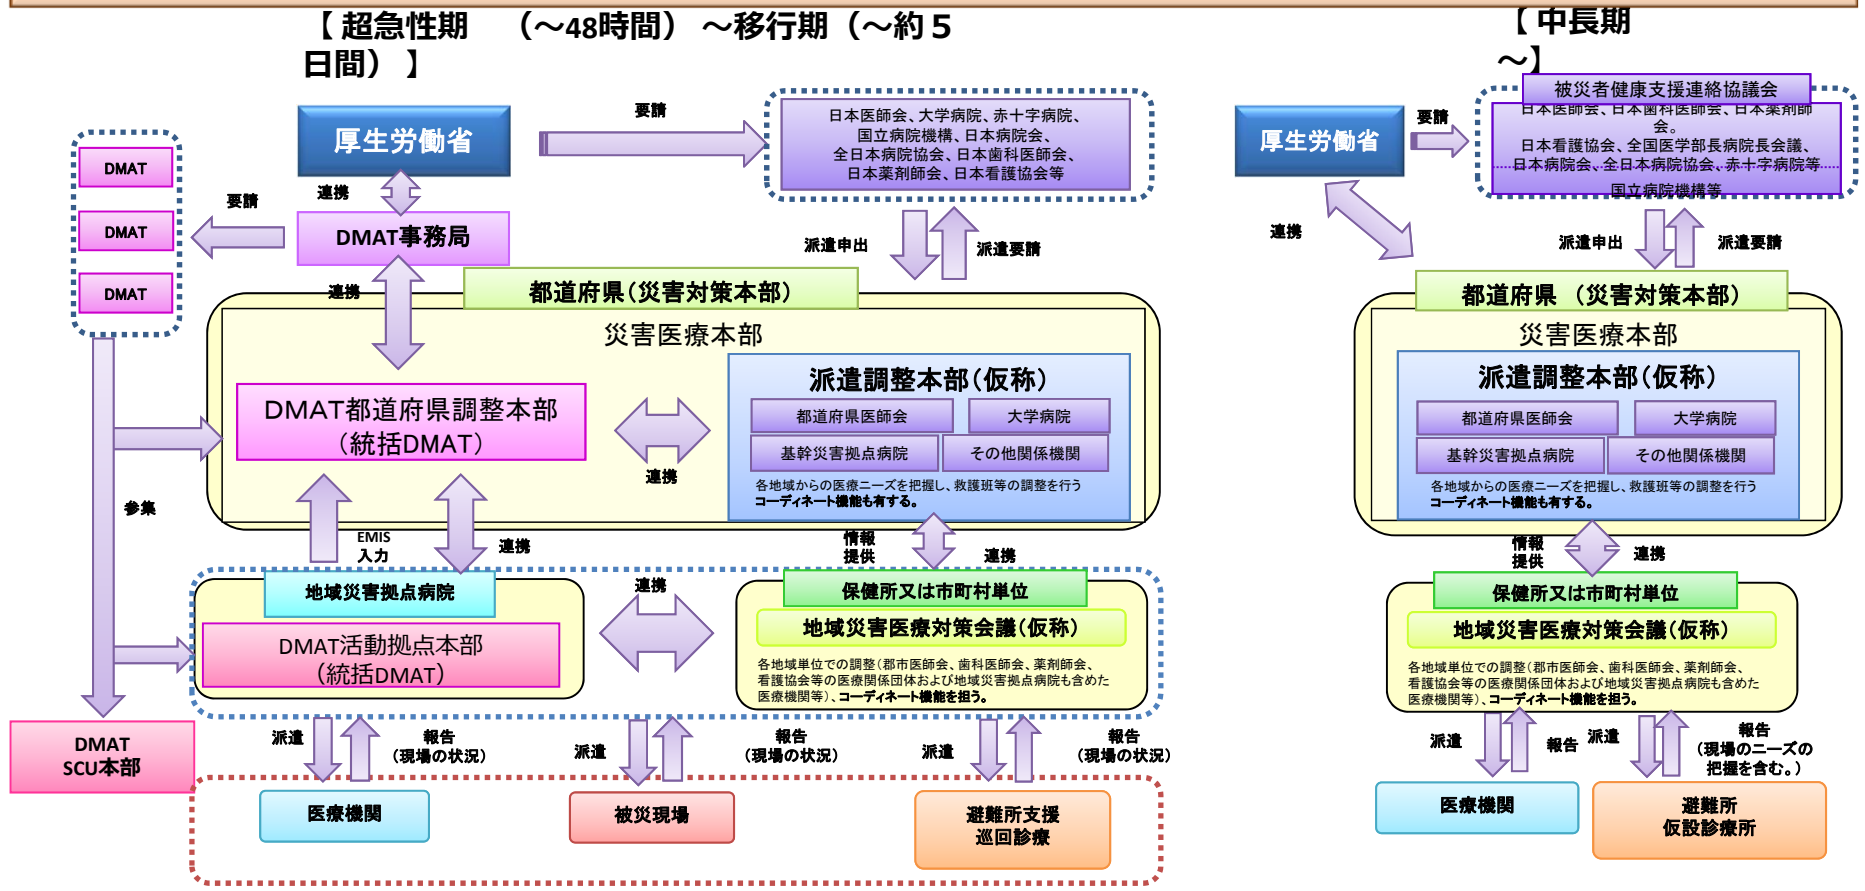 【 超急性期　（～48時間） ～移行期（～約５
日間）】
厚生労働省
要請
日本医師会、大学病院、赤十字病院、
国立病院機構、日本病院会、
全日本病院協会、日本歯科医師会、
日本薬剤師会、日本看護協会等
DMAT
DMAT
DMAT
要請
連携
DMAT事務局
派遣申出
派遣要請
連携
都道府県（災害対策本部）
災害医療本部
DMAT都道府県調整本部
（統括DMAT）
連携
派遣調整本部（仮称）
都道府県医師会
大学病院
基幹災害拠点病院
その他関係機関
各地域からの医療ニーズを把握し、救護班等の調整を行う
コーディネート機能も有する。
参集
EMIS
入力
連携
情報
提供
連携
地域災害拠点病院
DMAT活動拠点本部
（統括DMAT）
連携
保健所又は市町村単位
地域災害医療対策会議（仮称）
各地域単位での調整（郡市医師会、歯科医師会、薬剤師会、
看護協会等の医療関係団体および地域災害拠点病院も含めた
医療機関等）、コーディネート機能を担う。
DMAT
SCU本部
派遣
報告
（現場の状況）
派遣
報告
（現場の状況）
派遣
報告
（現場の状況）
医療機関
被災現場
避難所支援
巡回診療
【 中長期
～】
厚生労働省
要請
被災者健康支援連絡協議会
日本医師会、日本歯科医師会、日本薬剤師
会。
日本看護協会、全国医学部長病院長会議、
日本病院会、全日本病院協会、赤十字病院等
国立病院機構等
連携
派遣申出
派遣要請
都道府県 （災害対策本部）
災害医療本部
派遣調整本部（仮称）
都道府県医師会
大学病院
基幹災害拠点病院
その他関係機関
各地域からの医療ニーズを把握し、救護班等の調整を行う
コーディネート機能も有する。
情報
提供
連携
保健所又は市町村単位
地域災害医療対策会議（仮称）
各地域単位での調整（郡市医師会、歯科医師会、薬剤師会、
看護協会等の医療関係団体および地域災害拠点病院も含めた
医療機関等）、コーディネート機能を担う。
派遣
報告
派遣
報告
（現場のニーズの
把握を含む。）
医療機関
避難所
仮設診療所